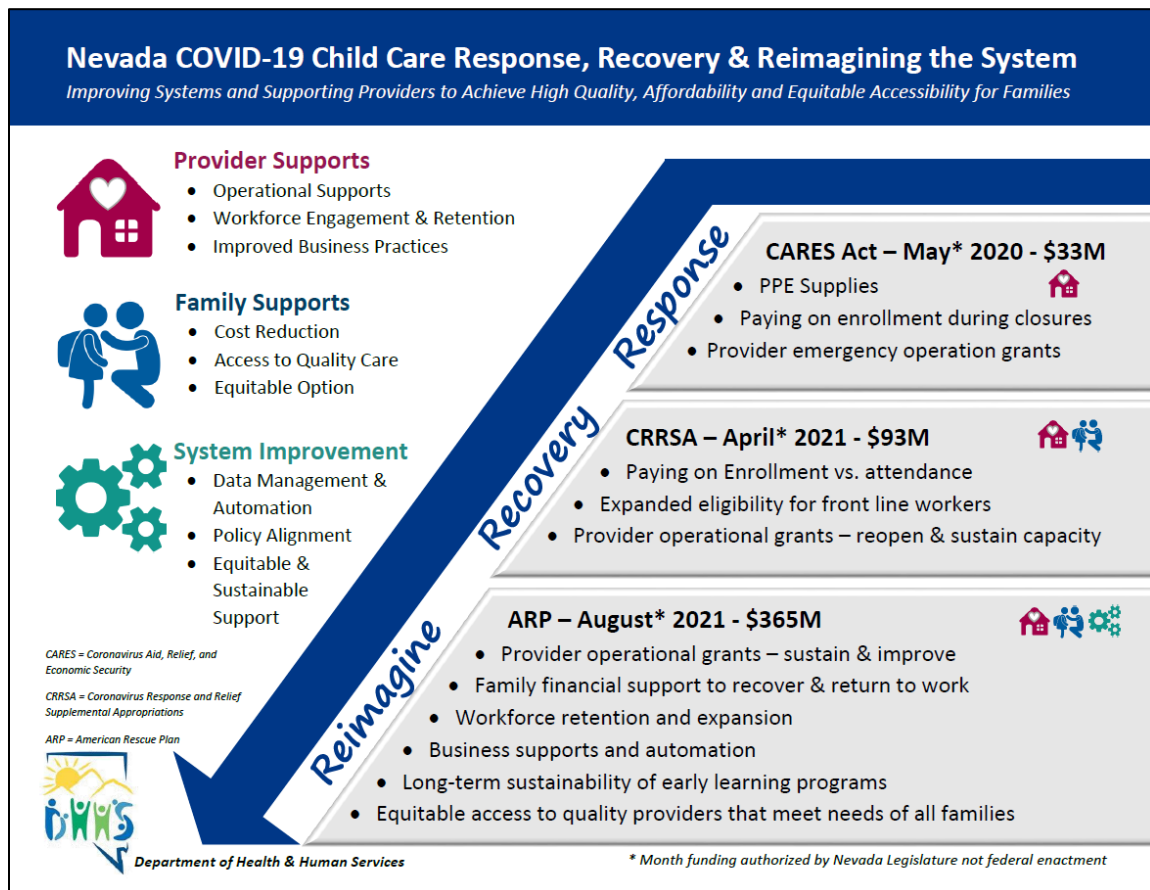 Nevada COVID-19 Child Care Response, Recovery & Reimagining the System
Improving Systems and Supporting Providers to Achieve High Quality, Affordability and Equitable Accessibility for Families
Provider Supports
• Operational Supports
• Workforce Engagement & Retention
• Improved Business Practices
Family Supports
• Cost Reduction
• Access to Quality Care
• Equitable Option
System Improvement
• Data Management &
Automation
• Policy Alignment
• Equitable &
Sustainable
Support
CARES = Coronavirus Aid, Relief, and
Economic Security
CRRSA = Coronavirus Response and Relief
Supplemental Appropriations
ARP = American Rescue Plan
DHHS
Department of Health & Human Services
Response
CARES Act – May* 2020 - $33M
• PPE Supplies
• Paying on enrollment during closures
• Provider emergency operation grants
Recovery
CRRSA – April* 2021 - $93M
• Paying on Enrollment vs. attendance
• Expanded eligibility for front line workers
• Provider operational grants – reopen & sustain capacity
Reimagine
ARP – August* 2021 - $365M
• Provider operational grants – sustain & improve
• Family financial support to recover & return to work
• Workforce retention and expansion
• Business supports and automation
• Long-term sustainability of early learning programs
• Equitable access to quality providers that meet needs of all families
* Month funding authorized by Nevada Legislature not federal enactment